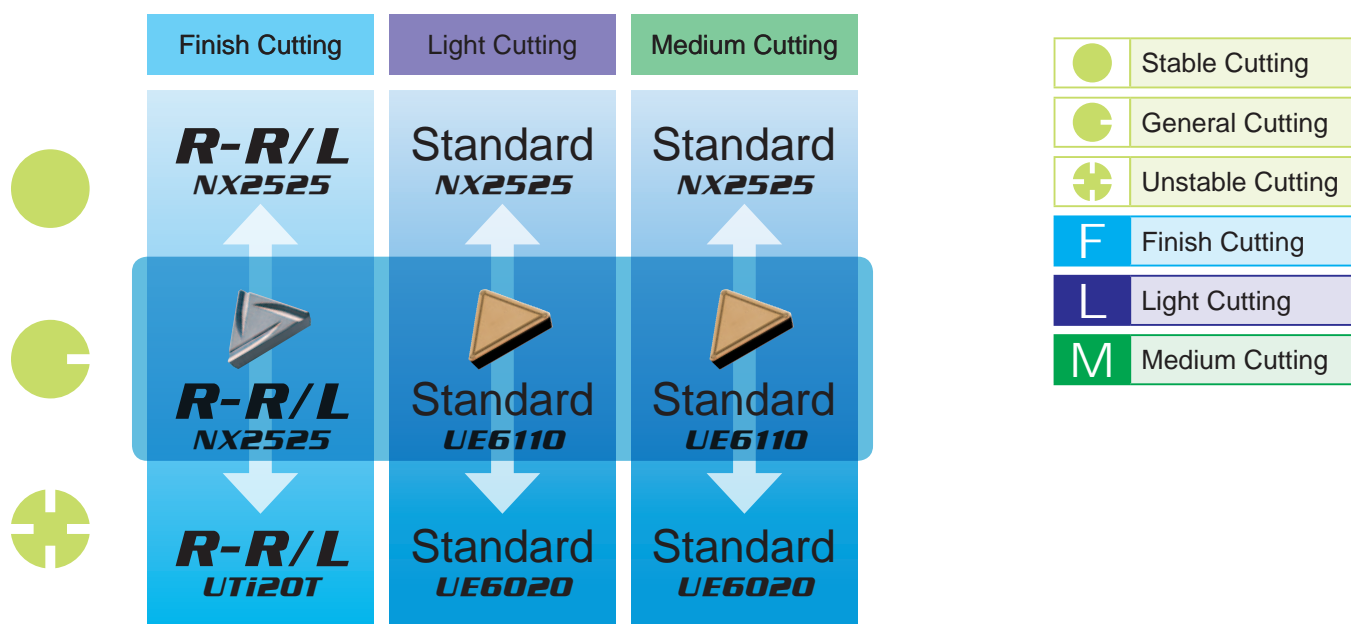 Finish Cutting
Light Cutting
Medium Cutting
R-R/L
NX2525
Standard
NX2525
Standard
NX2525
R-R/L
NX2525
Standard
UE6110
Standard
UE6110
R-R/L
UTi20T
Standard
UE6020
Standard
UE6020
Stable Cutting
General Cutting
Unstable Cutting
F Finish Cutting
L Light Cutting
M Medium Cutting